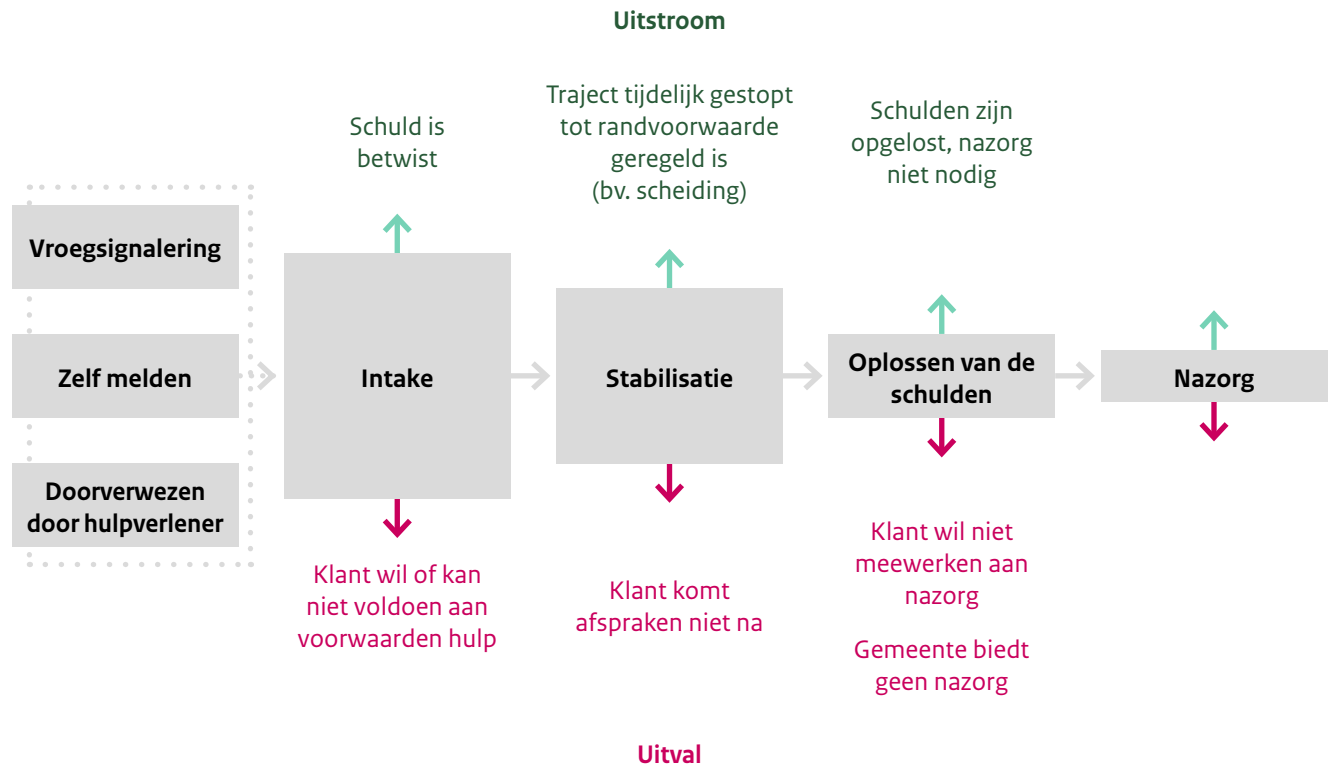 Uitstroom
Schuld is
betwist
Traject tijdelijk gestopt
tot randvoorwaarde
geregeld is
(bv. scheiding)
Schulden zijn
opgelost, nazorg
niet nodig
Vroegsignalering
Zelf melden
Doorverwezen
door hulpverlener
Intake
Stabilisatie
Oplossen van de
schulden
Nazorg
Klant wil of kan
niet voldoen aan
voorwaarden hulp
Klant komt
afspraken niet na
Klant wil niet
meewerken aan
nazorg
Gemeente biedt
geen nazorg
Uitval